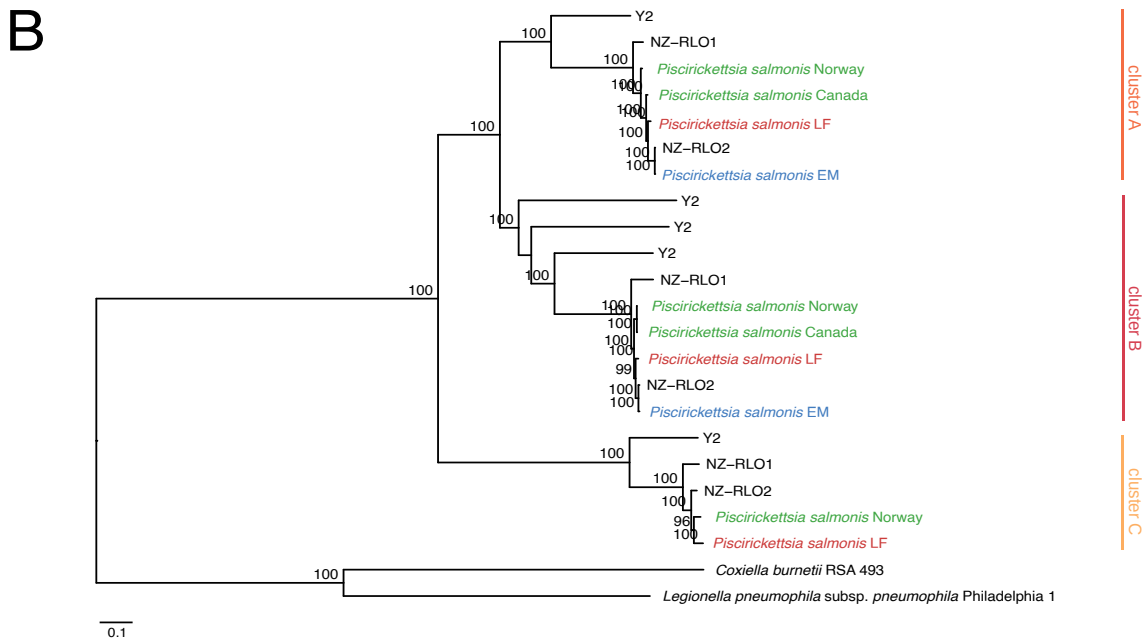 B
Y2
100
NZ−RLO1
100
Piscirickettsia salmonis Norway
100
100
Piscirickettsia salmonis Canada
cluster A
100
100
100
Piscirickettsia salmonis LF
100
NZ−RLO2
100
100
Piscirickettsia salmonis EM
Y2
100
Y2
Y2
100
NZ−RLO1
100
Piscirickettsia salmonis Norway
100
100
Piscirickettsia salmonis Canada
cluster B
100
100
Piscirickettsia salmonis LF
99
NZ−RLO2
100
100
Piscirickettsia salmonis EM
100
Y2
100
NZ−RLO1
100
NZ−RLO2
100
cluster C
Piscirickettsia salmonis Norway
96
100
Piscirickettsia salmonis LF
Coxiella burnetii RSA 493
100
Legionella pneumophila subsp. pneumophila Philadelphia 1
0.1